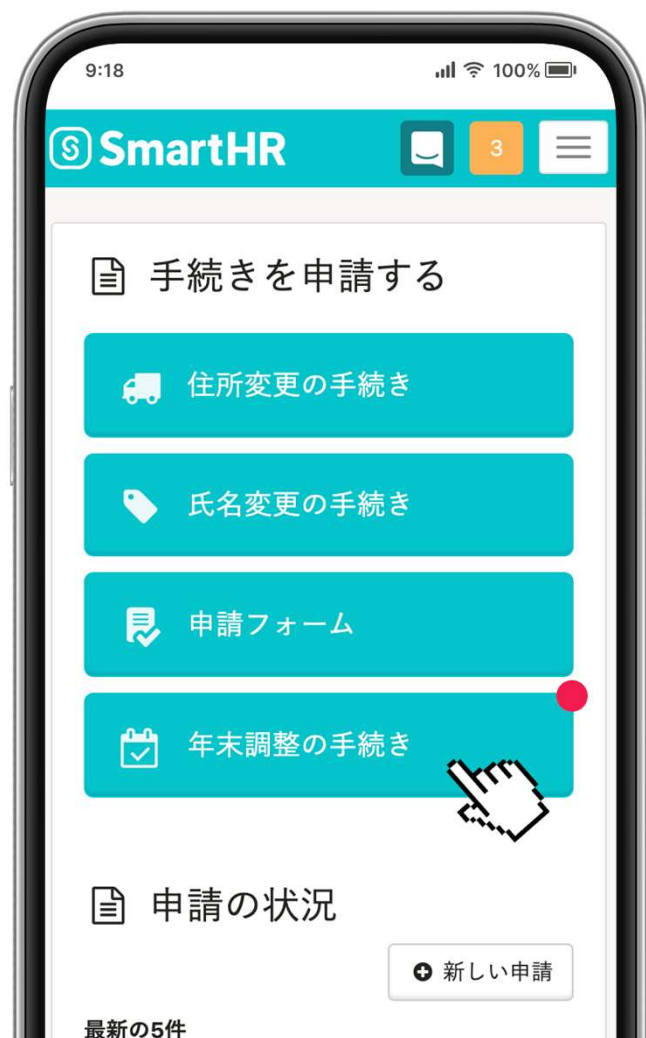 9:18
100%
SmartHR
3
手続きを申請する
住所変更の手続き
氏名変更の手続き
申請フォーム
年末調整の手続き
申請の状況
新しい申請
最新の5件